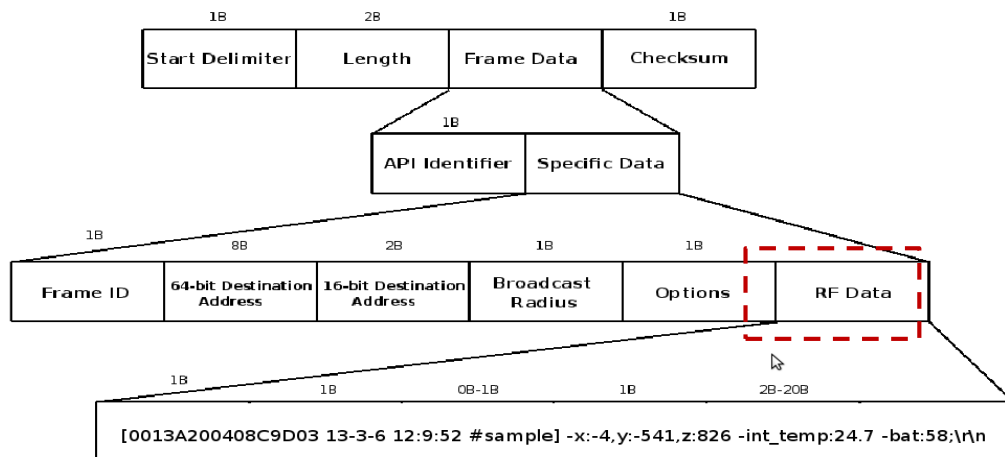 1B 2B 1B
Start Delimiter Length Frame Data Checksum
1B
API Identifier Specific Data
1B 8B 2B 1B 1B
Frame ID 64-bit Destination Address 16-bit Destination Address Broadcast Radius Options RF Data
1B 1B 0B-1B 1B 2B-20B
[0013A200408C9D03 13-3-6 12:9:52 #sample] -x:-4,y:-541,z:826 -int_temp:24.7 -bat:58;\r\n